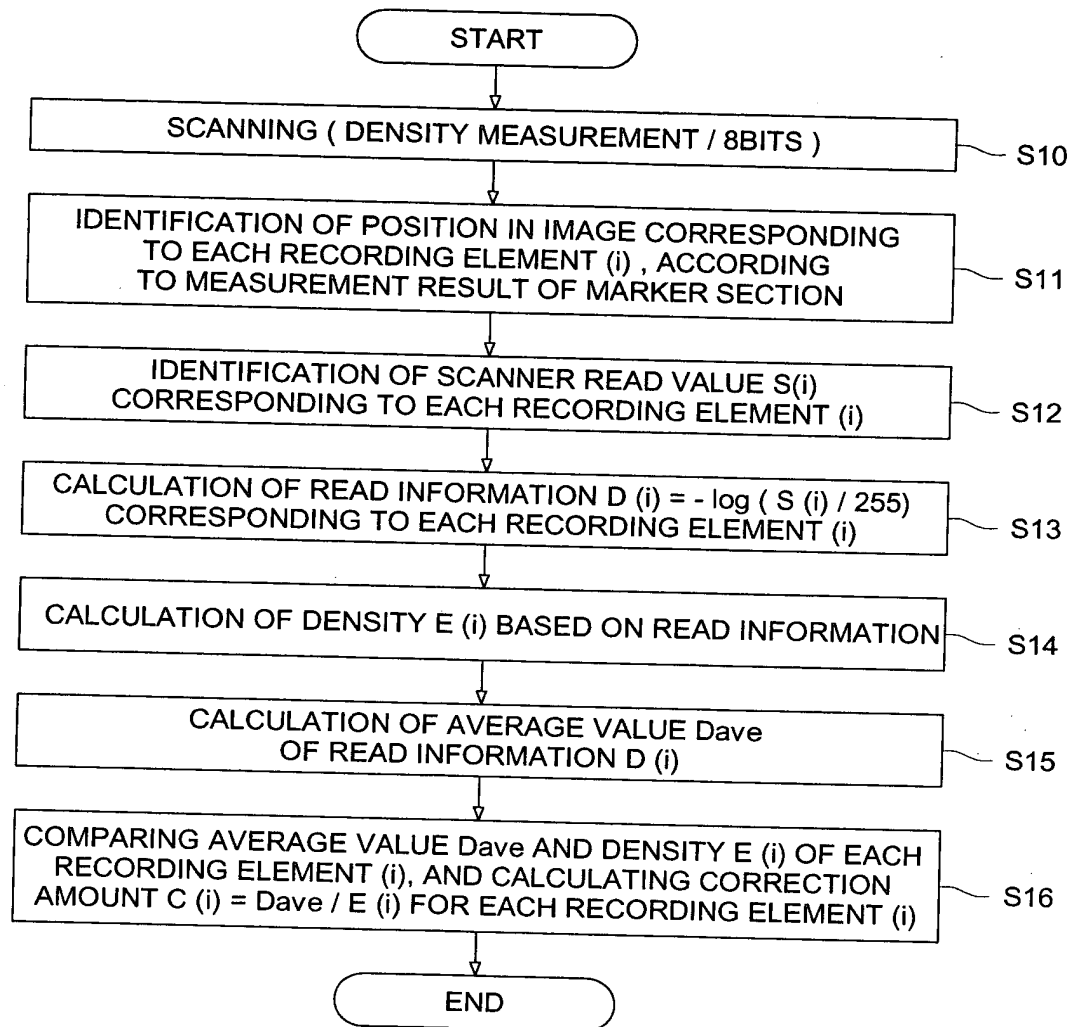 START
SCANNING ( DENSITY MEASUREMENT / 8BITS )
S10
IDENTIFICATION OF POSITION IN IMAGE CORRESPONDING
TO EACH RECORDING ELEMENT (i) , ACCORDING
TO MEASUREMENT RESULT OF MARKER SECTION
S11
IDENTIFICATION OF SCANNER READ VALUE S(i)
CORRESPONDING TO EACH RECORDING ELEMENT (i)
S12
CALCULATION OF READ INFORMATION D (i) = - log ( S (i) / 255)
CORRESPONDING TO EACH RECORDING ELEMENT (i)
S13
CALCULATION OF DENSITY E (i) BASED ON READ INFORMATION
S14
CALCULATION OF AVERAGE VALUE Dave
OF READ INFORMATION D (i)
S15
COMPARING AVERAGE VALUE Dave AND DENSITY E (i) OF EACH
RECORDING ELEMENT (i), AND CALCULATING CORRECTION
AMOUNT C (i) = Dave / E (i) FOR EACH RECORDING ELEMENT (i)
S16
END